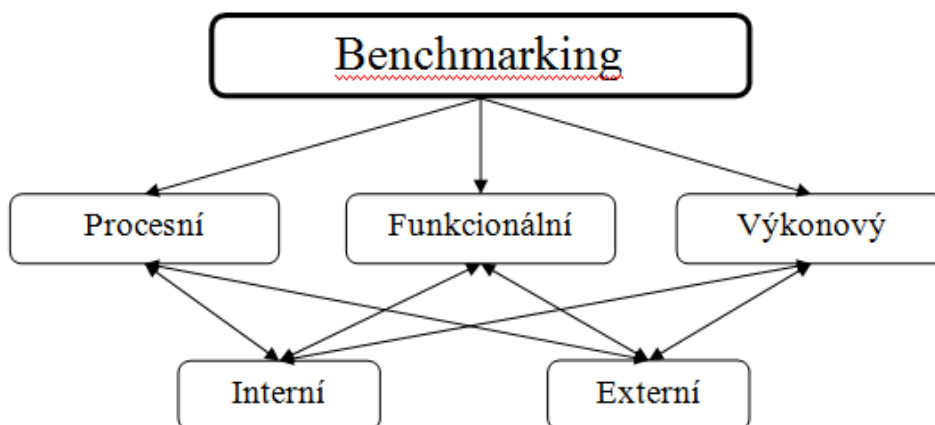 Benchmarking
Procesní
Funkcionální
Výkonový
Interní
Externí